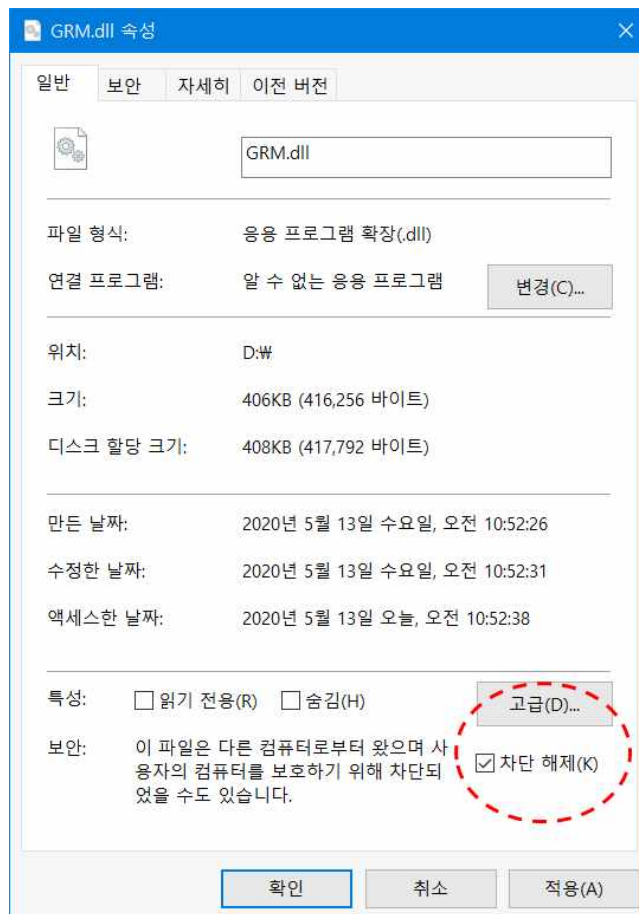 GRM.dll 속성
일반 보안 자세히 이전 버전
GRM.dll
파일 형식: 응용 프로그램 확장(.dll)
연결 프로그램: 알 수 없는 응용 프로그램 변경(C)...
위치: D:₩
크기: 406KB (416,256 바이트)
디스크 할당 크기: 408KB (417,792 바이트)
만든 날짜: 2020년 5월 13일 수요일, 오전 10:52:26
수정한 날짜: 2020년 5월 13일 수요일, 오전 10:52:31
액세스한 날짜: 2020년 5월 13일 오늘, 오전 10:52:38
특성: 읽기 전용(R) 숨김(H) 고급(D)...
보안: 이 파일은 다른 컴퓨터로부터 왔으며 사
용자의 컴퓨터를 보호하기 위해 차단되 차단 해제(K)
었을 수도 있습니다.
확인 취소 적용(A)